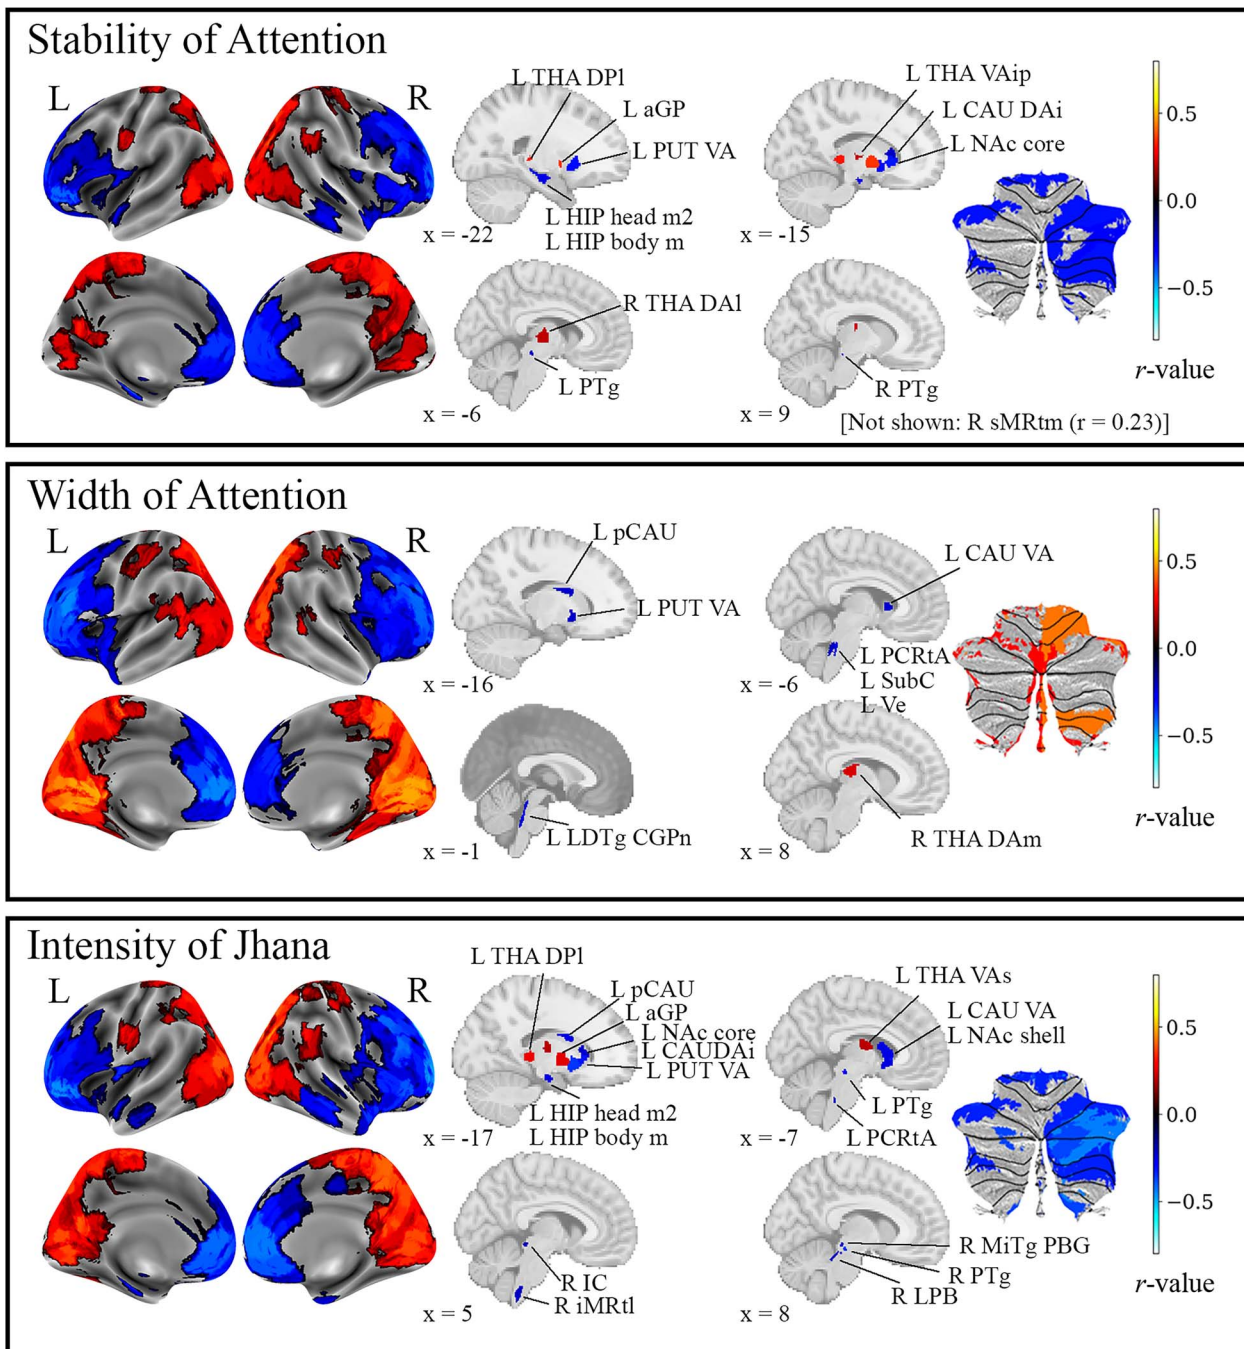 Stability of Attention
L
R
L THA DPl
L aGP
L PUT VA
L HIP head m2
L HIP body m
x = -22
L THA VAip
L CAU DAi
L NAc core
x = -15
R THA DAl
L PTg
x = -6
R PTg
x = 9
[Not shown: R sMRtm (r = 0.23)]
0.5
0.0
−0.5
r-value
Width of Attention
L
R
L pCAU
L PUT VA
x = -16
L CAU VA
L PCRtA
L SubC
L Ve
x = -6
L LDTg CGPn
x = -1
R THA DAm
x = 8
0.5
0.0
−0.5
r-value
Intensity of Jhana
L
R
L THA DPl
L pCAU
L aGP
L NAc core
L CAUDAi
L PUT VA
L HIP head m2
L HIP body m
x = -17
L THA VAs
L CAU VA
L NAc shell
L PTg
L PCRtA
x = -7
R IC
R iMRtl
x = 5
R MiTg PBG
R PTg
R LPB
x = 8
0.5
0.0
−0.5
r-value